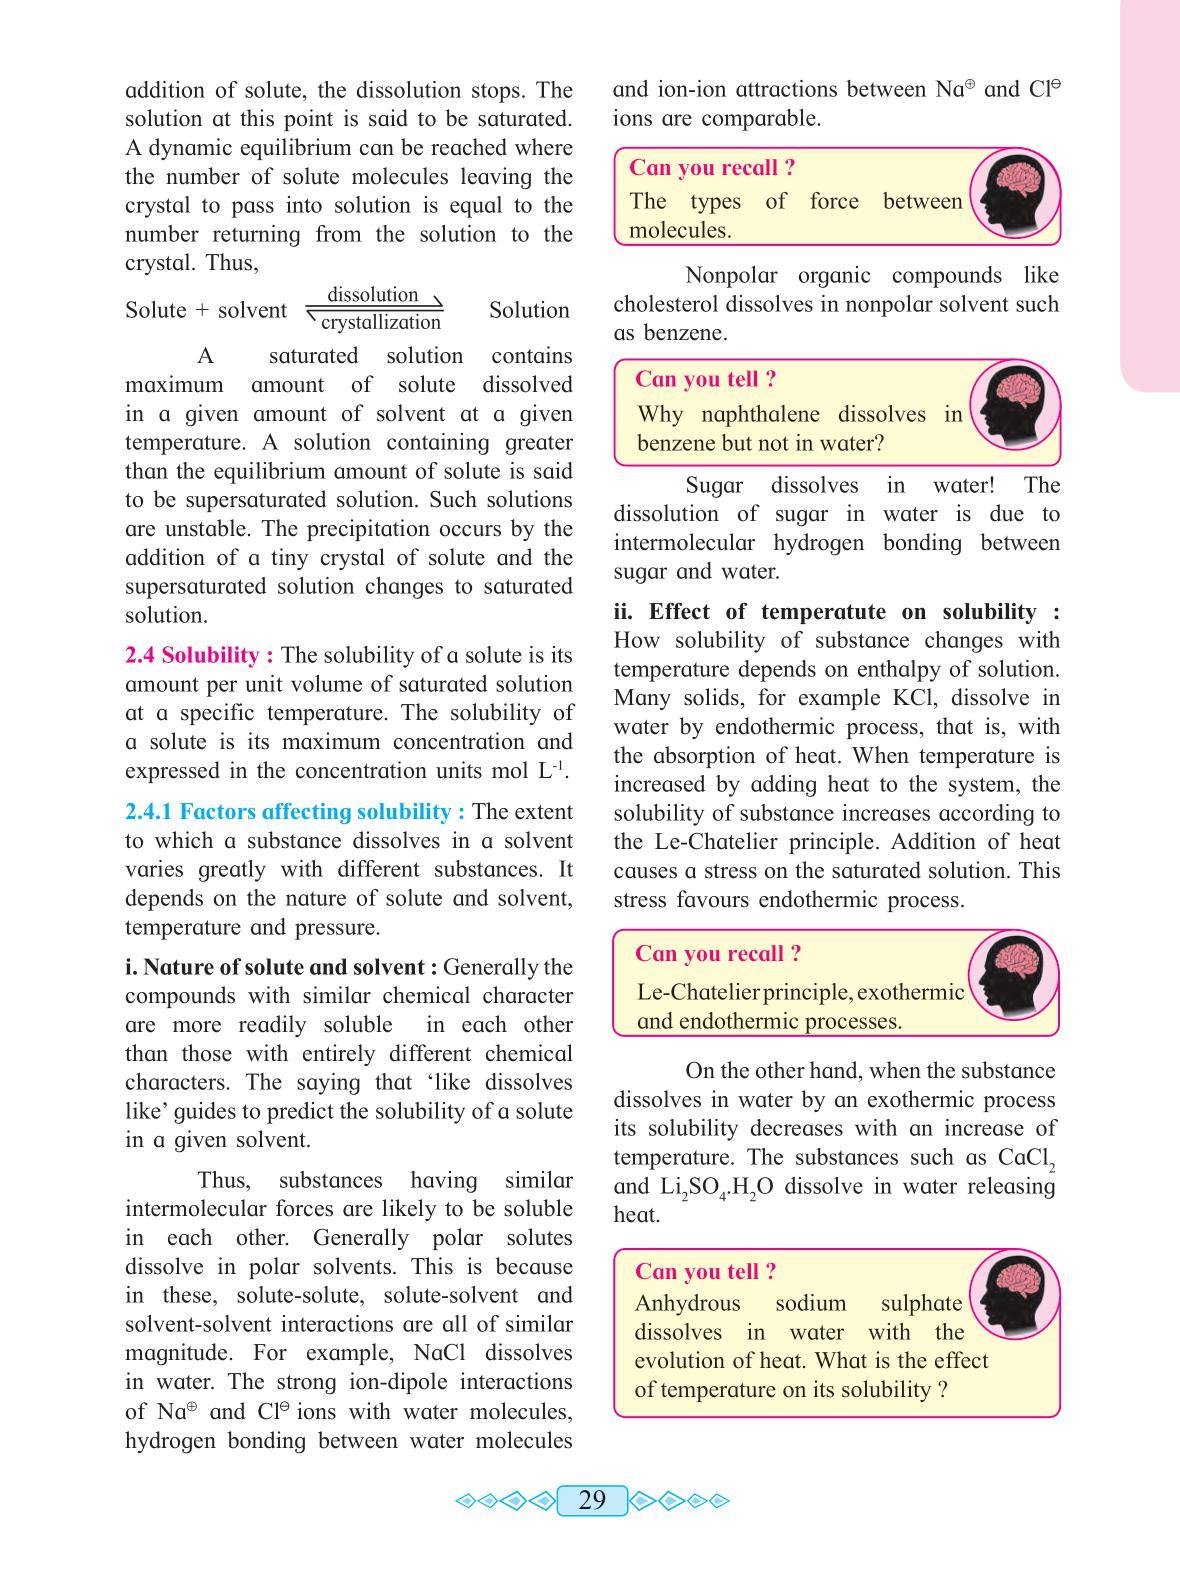 addition of solute, the dissolution stops. The
solution at this point is said to be saturated.
A dynamic equilibrium can be reached where
the number of solute molecules leaving the
crystal to pass into solution is equal to the
number returning from the solution to the
crystal. Thus,
Solute + solvent dissolution ⇌ crystallization Solution
A saturated solution contains
maximum amount of solute dissolved
in a given amount of solvent at a given
temperature. A solution containing greater
than the equilibrium amount of solute is said
to be supersaturated solution. Such solutions
are unstable. The precipitation occurs by the
addition of a tiny crystal of solute and the
supersaturated solution changes to saturated
solution.
2.4 Solubility : The solubility of a solute is its
amount per unit volume of saturated solution
at a specific temperature. The solubility of
a solute is its maximum concentration and
expressed in the concentration units mol L⁻¹.
2.4.1 Factors affecting solubility : The extent
to which a substance dissolves in a solvent
varies greatly with different substances. It
depends on the nature of solute and solvent,
temperature and pressure.
i. Nature of solute and solvent : Generally the
compounds with similar chemical character
are more readily soluble in each other
than those with entirely different chemical
characters. The saying that ‘like dissolves
like’ guides to predict the solubility of a solute
in a given solvent.
Thus, substances having similar
intermolecular forces are likely to be soluble
in each other. Generally polar solutes
dissolve in polar solvents. This is because
in these, solute-solute, solute-solvent and
solvent-solvent interactions are all of similar
magnitude. For example, NaCl dissolves
in water. The strong ion-dipole interactions
of Na⊕ and Cl⊖ ions with water molecules,
hydrogen bonding between water molecules
and ion-ion attractions between Na⊕ and Cl⊖
ions are comparable.
Can you recall ?
The types of force between
molecules.
Nonpolar organic compounds like
cholesterol dissolves in nonpolar solvent such
as benzene.
Can you tell ?
Why naphthalene dissolves in
benzene but not in water?
Sugar dissolves in water! The
dissolution of sugar in water is due to
intermolecular hydrogen bonding between
sugar and water.
ii. Effect of temperatute on solubility :
How solubility of substance changes with
temperature depends on enthalpy of solution.
Many solids, for example KCl, dissolve in
water by endothermic process, that is, with
the absorption of heat. When temperature is
increased by adding heat to the system, the
solubility of substance increases according to
the Le-Chatelier principle. Addition of heat
causes a stress on the saturated solution. This
stress favours endothermic process.
Can you recall ?
Le-Chatelier principle, exothermic
and endothermic processes.
On the other hand, when the substance
dissolves in water by an exothermic process
its solubility decreases with an increase of
temperature. The substances such as CaCl₂
and Li₂SO₄.H₂O dissolve in water releasing
heat.
Can you tell ?
Anhydrous sodium sulphate
dissolves in water with the
evolution of heat. What is the effect
of temperature on its solubility ?
29